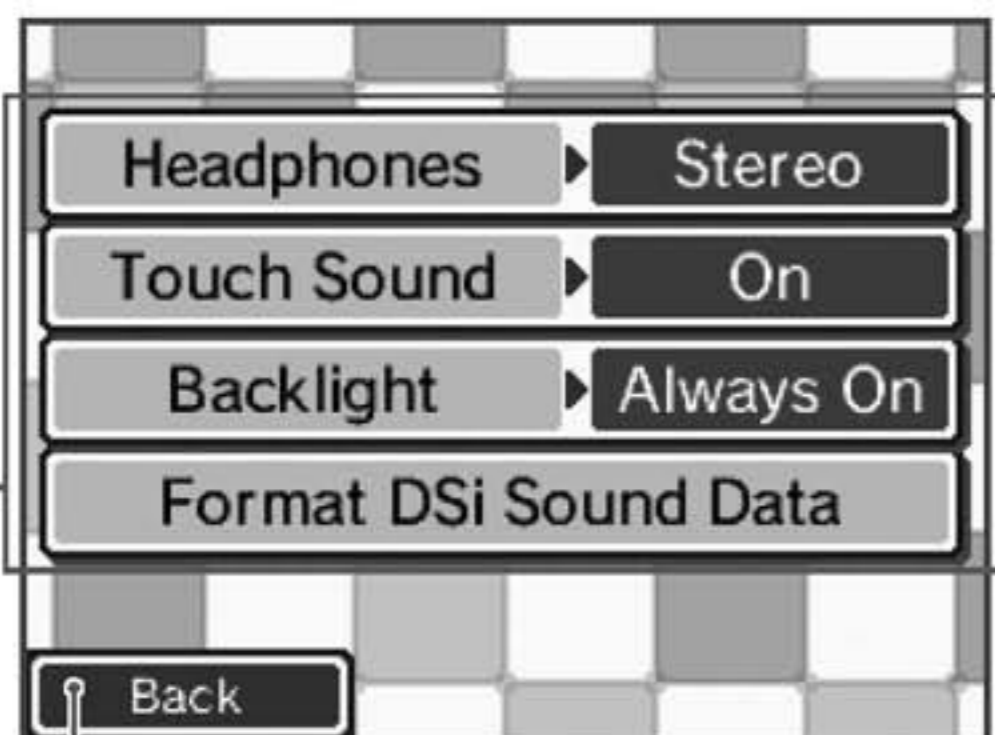 Headphones Stereo
Touch Sound On
Backlight Always On
Format DSi Sound Data
Back